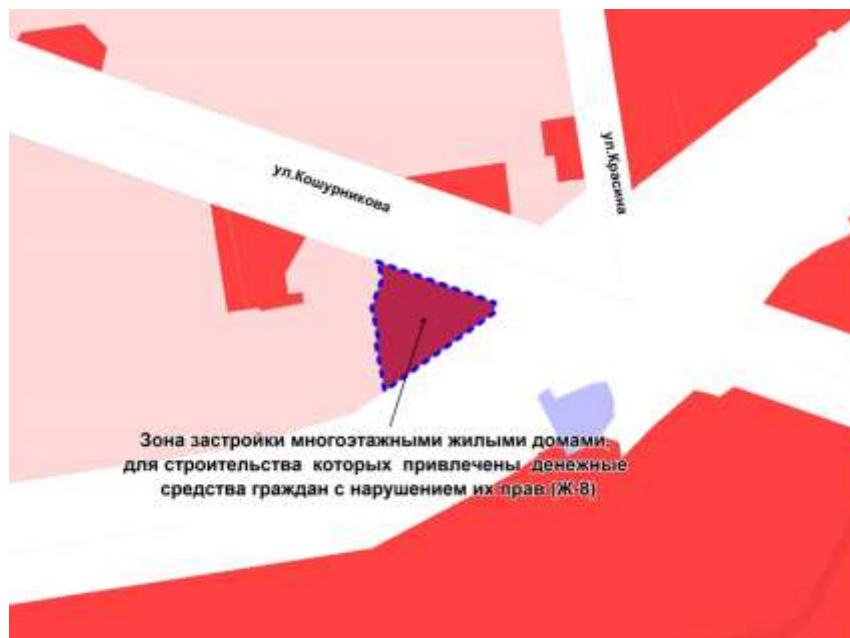 ул.Красина
ул.Кошурникова
Зона застройки многоэтажными жилыми домами,
для строительства которых привлечены денежные
средства граждан с нарушением их прав (Ж-8)